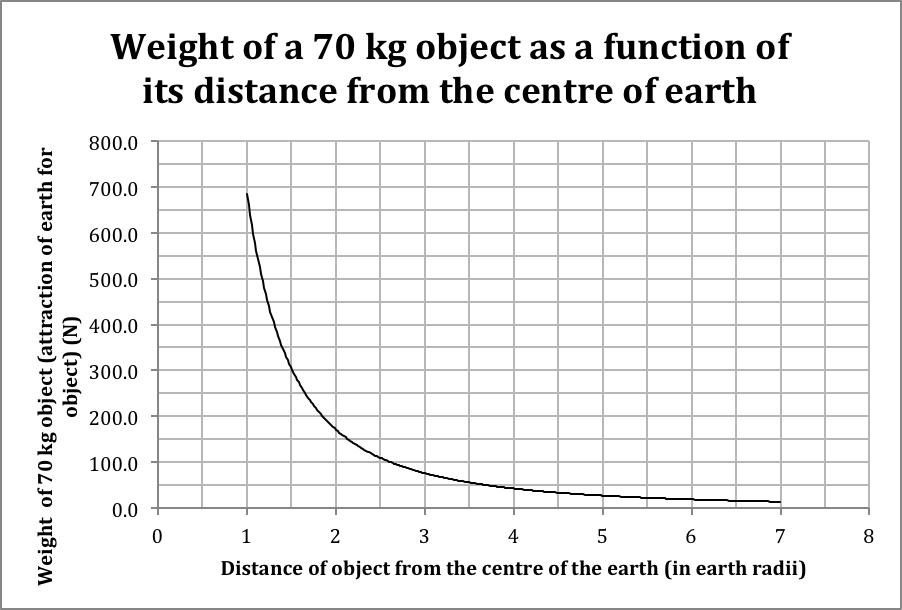 Weight of a 70 kg object as a function of
its distance from the centre of earth
Weight  of 70 kg object (attraction of earth for
object) (N)
800.0
700.0
600.0
500.0
400.0
300.0
200.0
100.0
0.0
0 1 2 3 4 5 6 7 8
Distance of object from the centre of the earth (in earth radii)